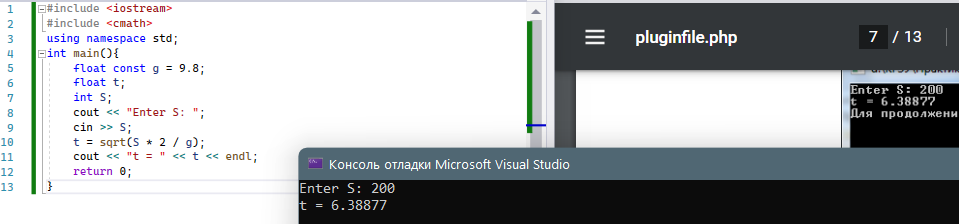 1 #include <iostream>
2 #include <cmath>
3 using namespace std;
4 int main(){
5 float const g = 9.8;
6 float t;
7 int S;
8 cout << "Enter S: ";
9 cin >> S;
10 t = sqrt(S * 2 / g);
11 cout << "t = " << t << endl;
12 return 0;
13 }
pluginfile.php 7 / 13
Enter S: 200
t = 6.38877
Для продолжени
Консоль отладки Microsoft Visual Studio
Enter S: 200
t = 6.38877